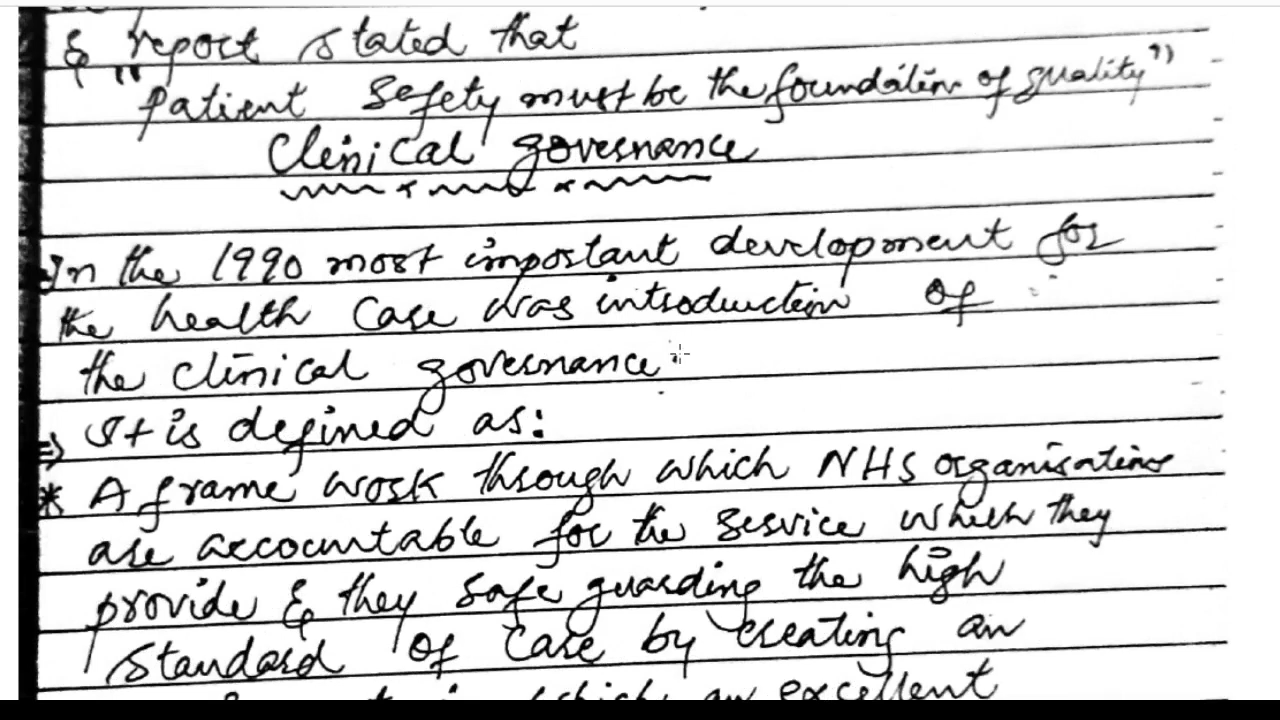 & report stated that
"patient Safety must be the foundation of quality"
Clinical governance
In the 1990 most important development for
the health Care was introduction of
the clinical governance.
=> It is defined as:
* A frame work through which NHS organisations
are accountable for the service which they
provide & they safe guarding the high
standard of Care by creating an
which an excellent